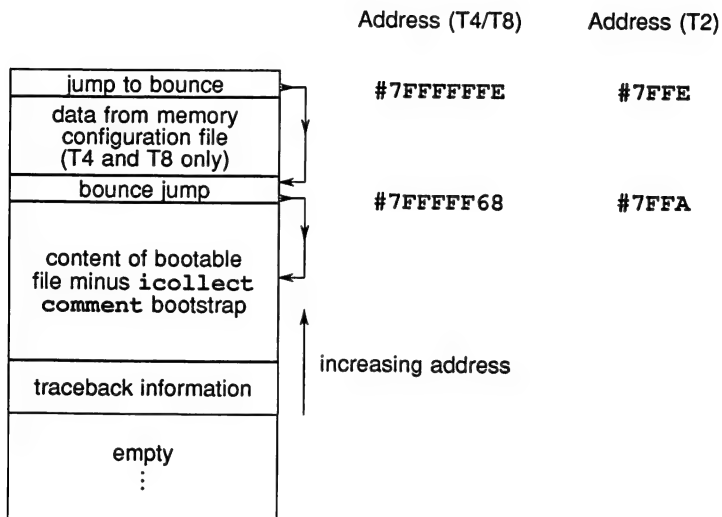 Address (T4/T8) Address (T2)
jump to bounce #7FFFFFFE #7FFE
data from memory
configuration file
(T4 and T8 only)
bounce jump #7FFFFF68 #7FFA
content of bootable
file minus icollect
comment bootstrap
increasing address
traceback information
empty
⋮